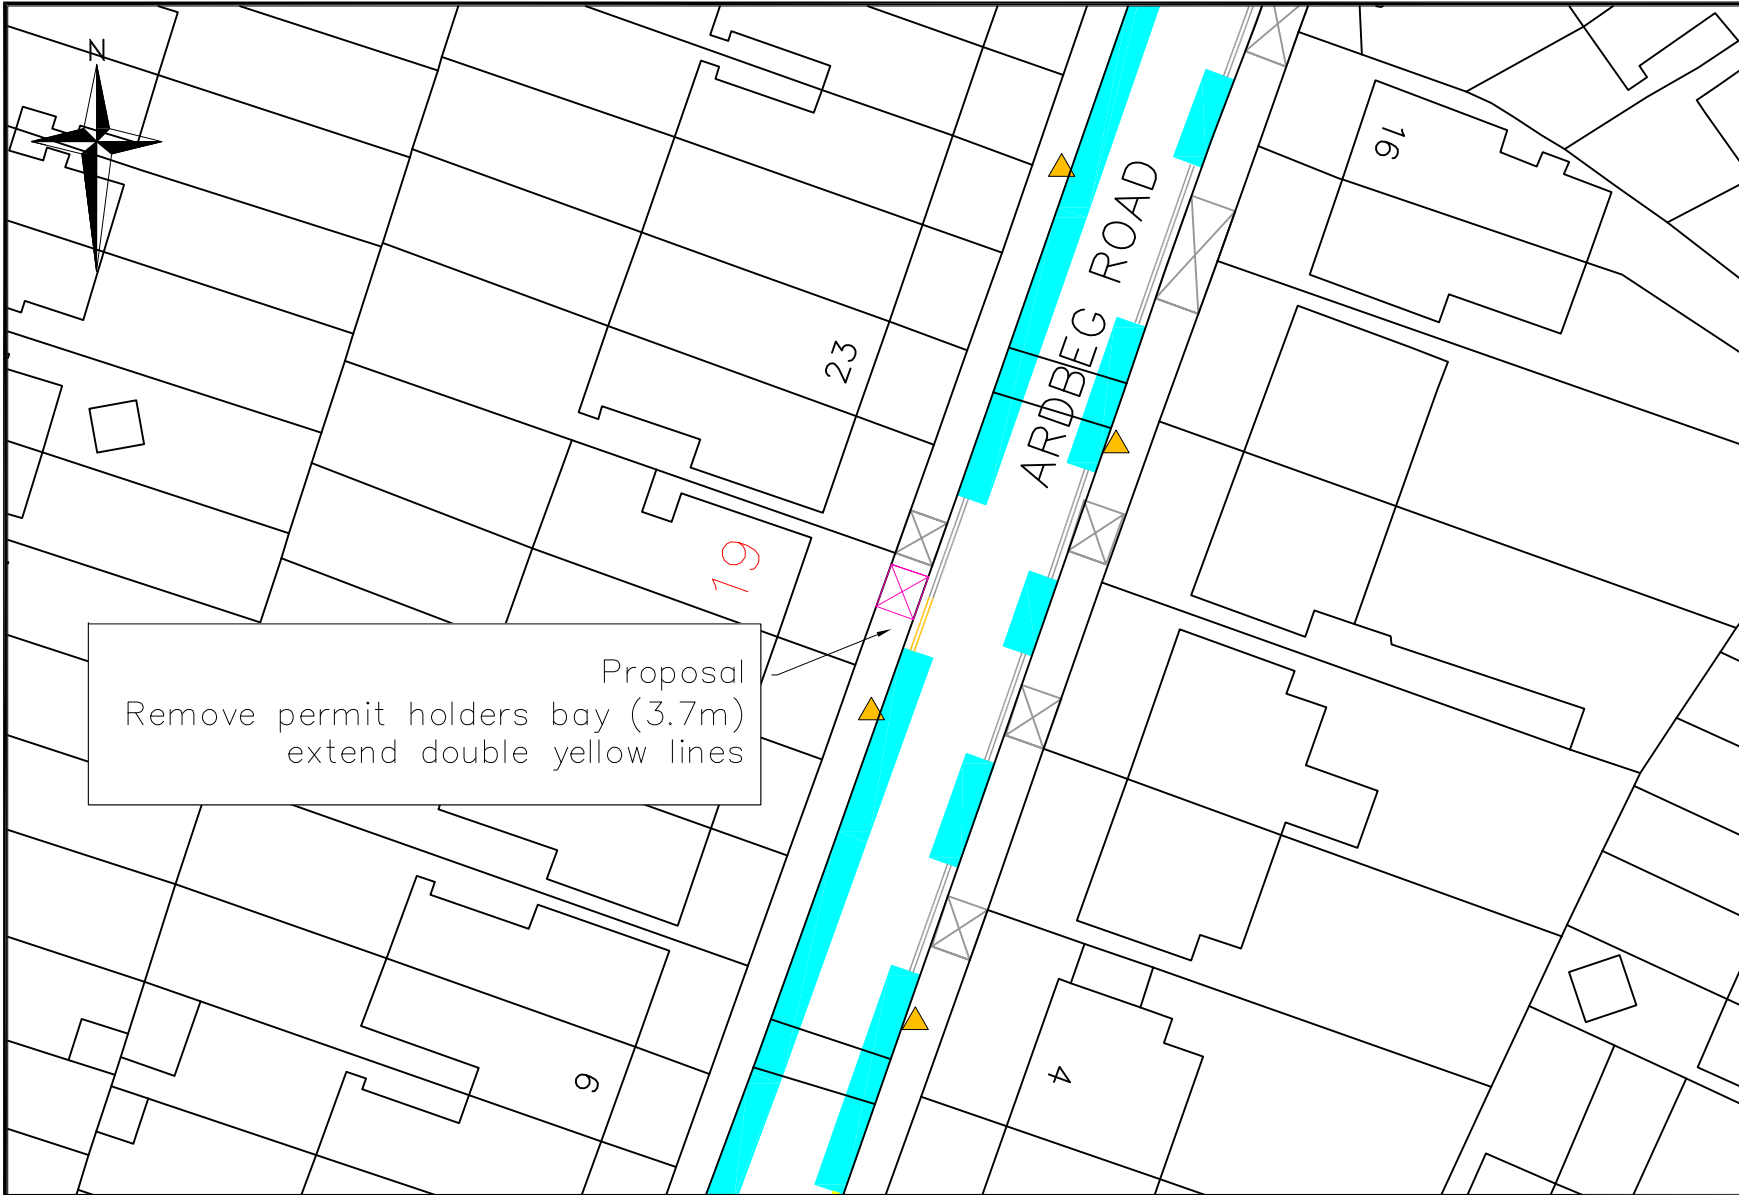 N
16
ARDBEG ROAD
23
19
Proposal
Remove permit holders bay (3.7m)
extend double yellow lines
9
4